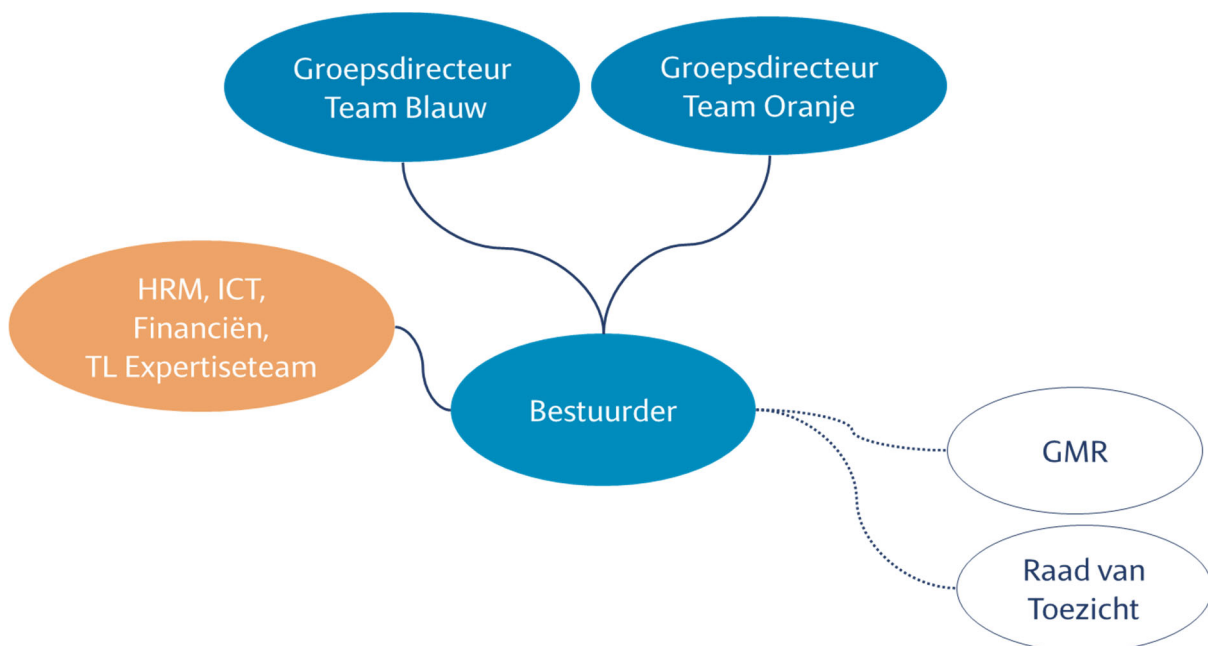 Groepsdirecteur
Team Blauw
Groepsdirecteur
Team Oranje
HRM, ICT,
Financiën,
TL Expertiseteam
Bestuurder
GMR
Raad van
Toezicht